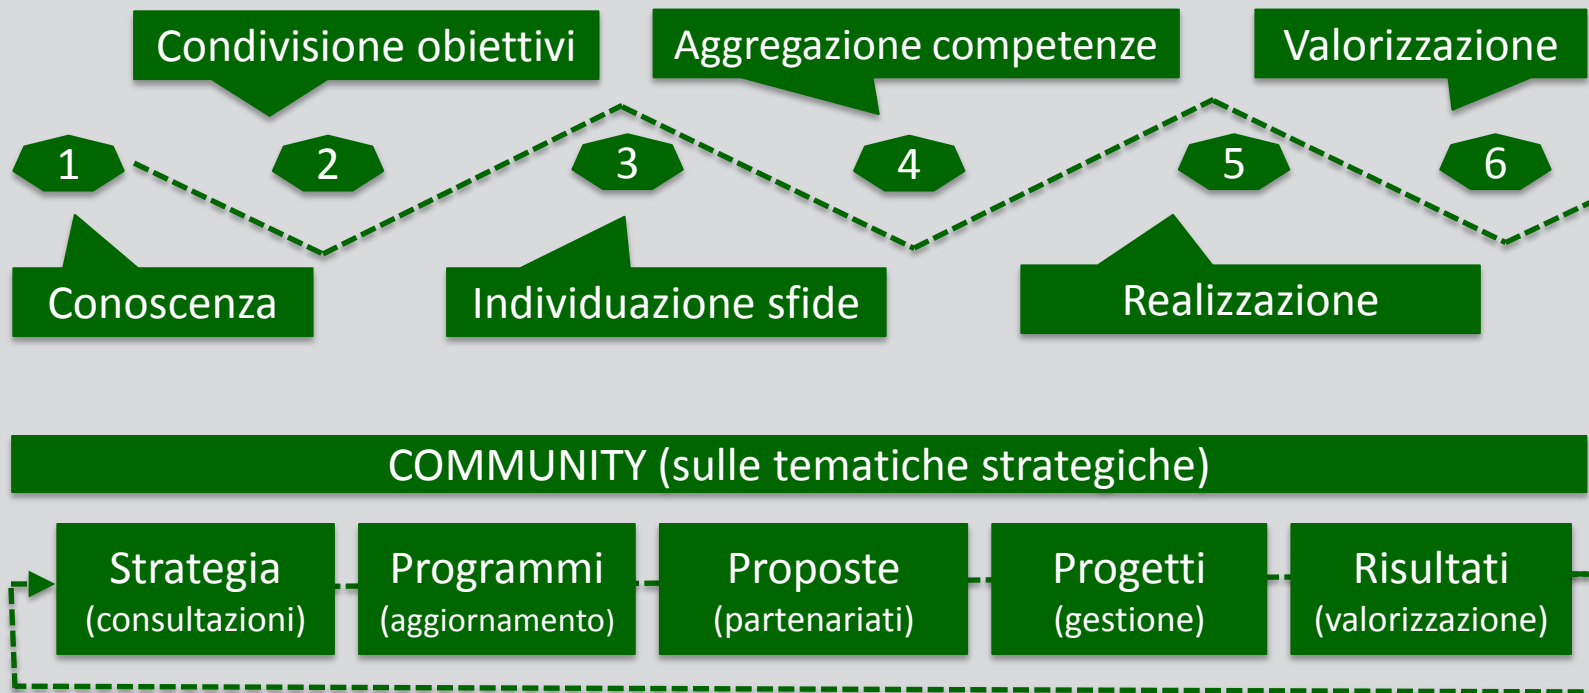 Condivisione obiettivi
Aggregazione competenze
Valorizzazione
1
2
3
4
5
6
Conoscenza
Individuazione sfide
Realizzazione
COMMUNITY (sulle tematiche strategiche)
Strategia
(consultazioni)
Programmi
(aggiornamento)
Proposte
(partenariati)
Progetti
(gestione)
Risultati
(valorizzazione)